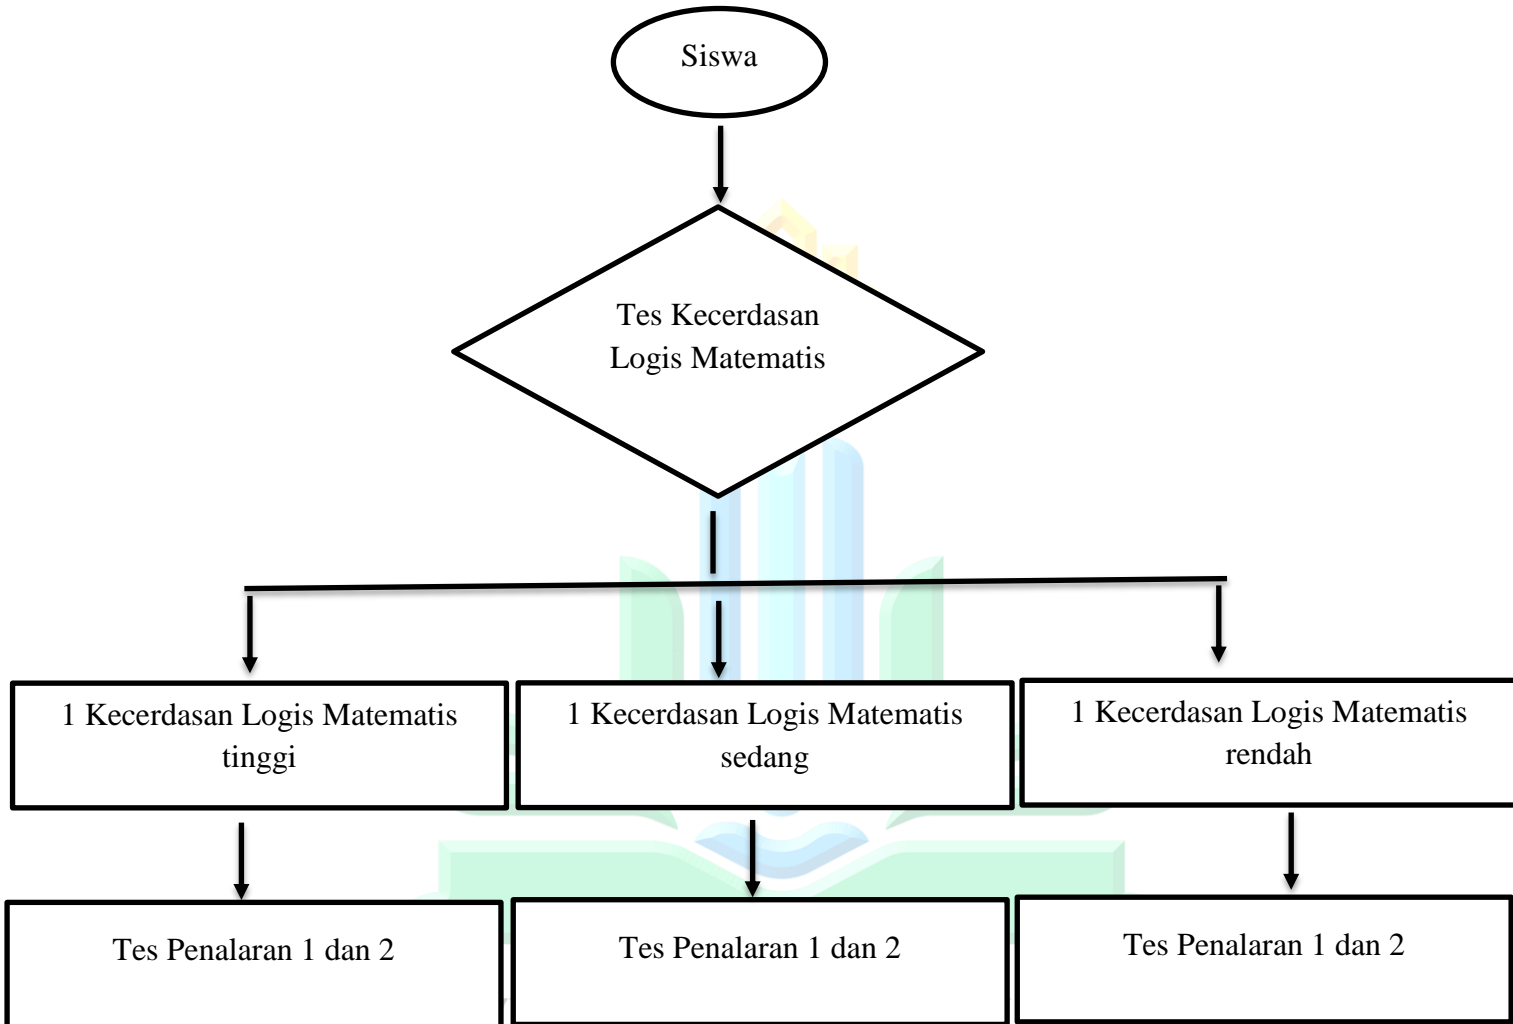 Siswa
Tes Kecerdasan
Logis Matematis
1 Kecerdasan Logis Matematis
tinggi
1 Kecerdasan Logis Matematis
sedang
1 Kecerdasan Logis Matematis
rendah
Tes Penalaran 1 dan 2
Tes Penalaran 1 dan 2
Tes Penalaran 1 dan 2